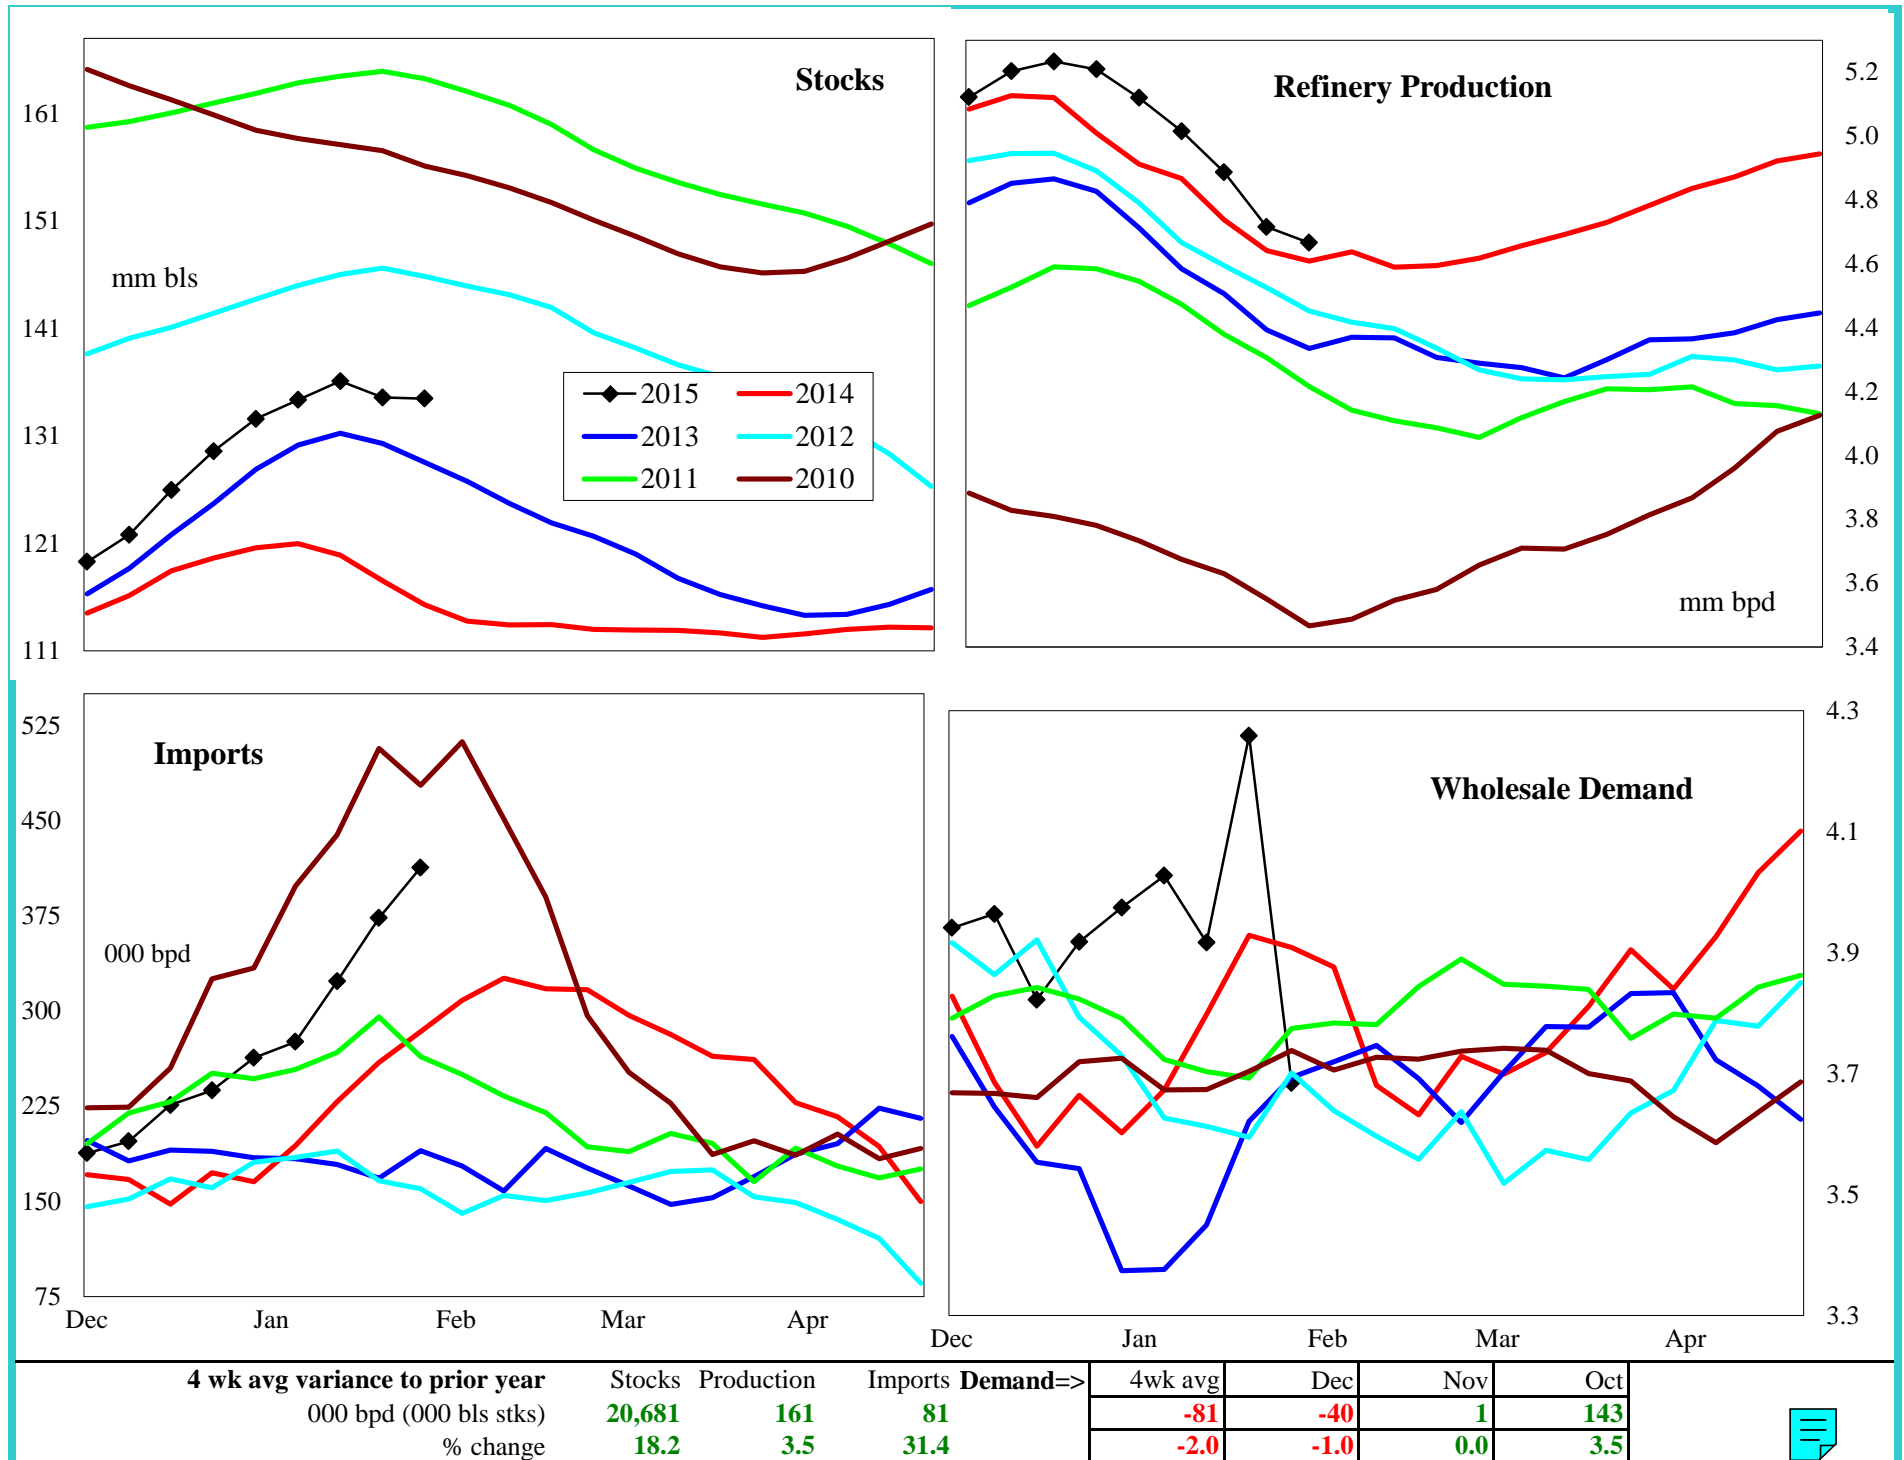 Stocks
161
151
mm bls
141
131
121
111
2015 2014
2013 2012
2011 2010
Refinery Production
5.2
5.0
4.8
4.6
4.4
4.2
4.0
3.8
3.6
mm bpd
3.4
Imports
525
450
375
000 bpd
300
225
150
75
Dec Jan Feb Mar Apr
Wholesale Demand
4.3
4.1
3.9
3.7
3.5
3.3
Dec Jan Feb Mar Apr
4 wk avg variance to prior year Stocks Production Imports Demand=> 4wk avg Dec Nov Oct
000 bpd (000 bls stks) 20,681 161 81 -81 -40 1 143
% change 18.2 3.5 31.4 -2.0 -1.0 0.0 3.5